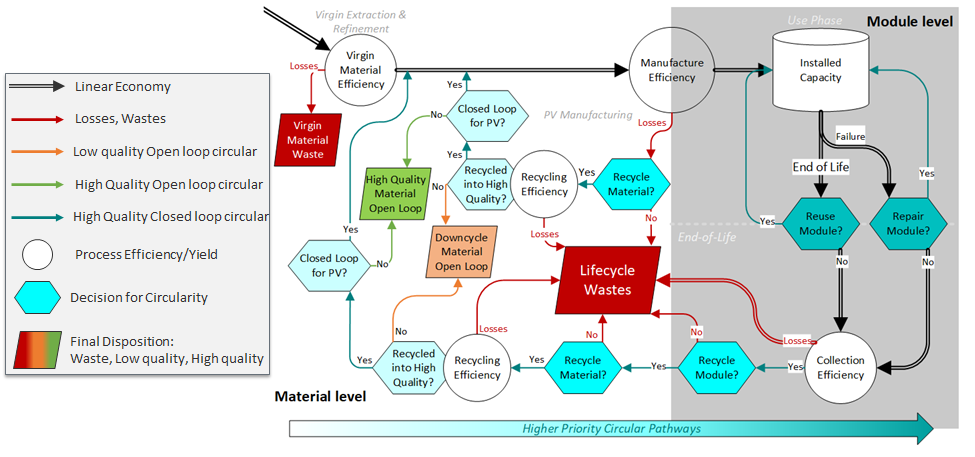 Linear Economy
Losses, Wastes
Low quality Open loop circular
High Quality Open loop circular
High Quality Closed loop circular
Process Efficiency/Yield
Decision for Circularity
Final Disposition:
Waste, Low quality, High quality
Virgin Extraction &
Refinement
Use Phase
Module level
Losses
Virgin
Material
Efficiency
Manufacture
Efficiency
Installed
Capacity
Yes
No
Closed Loop
for PV?
PV Manufacturing
Losses
Virgin
Material
Waste
Failure
Yes
End of Life
High Quality
Material
Open Loop
No
Recycled
into High
Quality?
Recycling
Efficiency
Yes
Recycle
Material?
Yes
Yes
Reuse
Module?
Repair
Module?
Losses
No
End-of-Life
Yes
No
Closed Loop
for PV?
Downcycle
Material
Open Loop
Lifecycle
Wastes
No
No
Yes
No
Recycled
into High
Quality?
Losses
Recycling
Efficiency
Yes
No
Recycle
Material?
Yes
No
Recycle
Module?
Yes
Losses
Collection
Efficiency
Material level
Higher Priority Circular Pathways